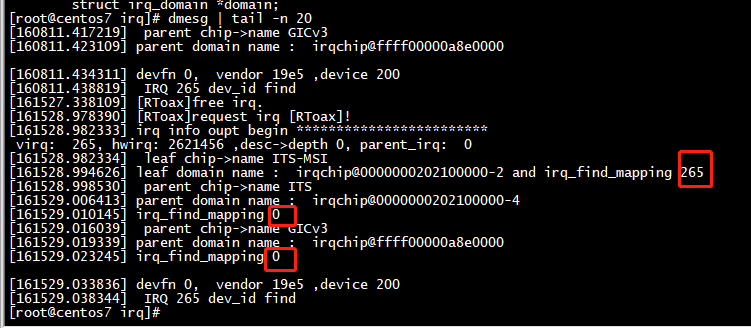 struct irq_domain *domain;
[root@centos7 irq]# dmesg | tail -n 20
[160811.417219]  parent chip->name GICv3
[160811.423109] parent domain name :  irqchip@ffff00000a8e0000
[160811.434311] devfn 0,  vendor 19e5 ,device 200
[160811.438819]  IRQ 265 dev_id find
[161527.338109] [RToax]free irq.
[161528.978390] [RToax]request irq [RToax]!
[161528.982333] irq info oupt begin ************************
 virq:  265, hwirq: 2621456 ,desc->depth 0, parent_irq:  0
[161528.982334]  leaf chip->name ITS-MSI
[161528.994626] leaf domain name :  irqchip@0000000202100000-2 and irq_find_mapping 265
[161528.998530]  parent chip->name ITS
[161529.006413] parent domain name :  irqchip@0000000202100000-4
[161529.010145] irq_find_mapping 0
[161529.016039]  parent chip->name GICv3
[161529.019339] parent domain name :  irqchip@ffff00000a8e0000
[161529.023245] irq_find_mapping 0
[161529.033836] devfn 0,  vendor 19e5 ,device 200
[161529.038344]  IRQ 265 dev_id find
[root@centos7 irq]#